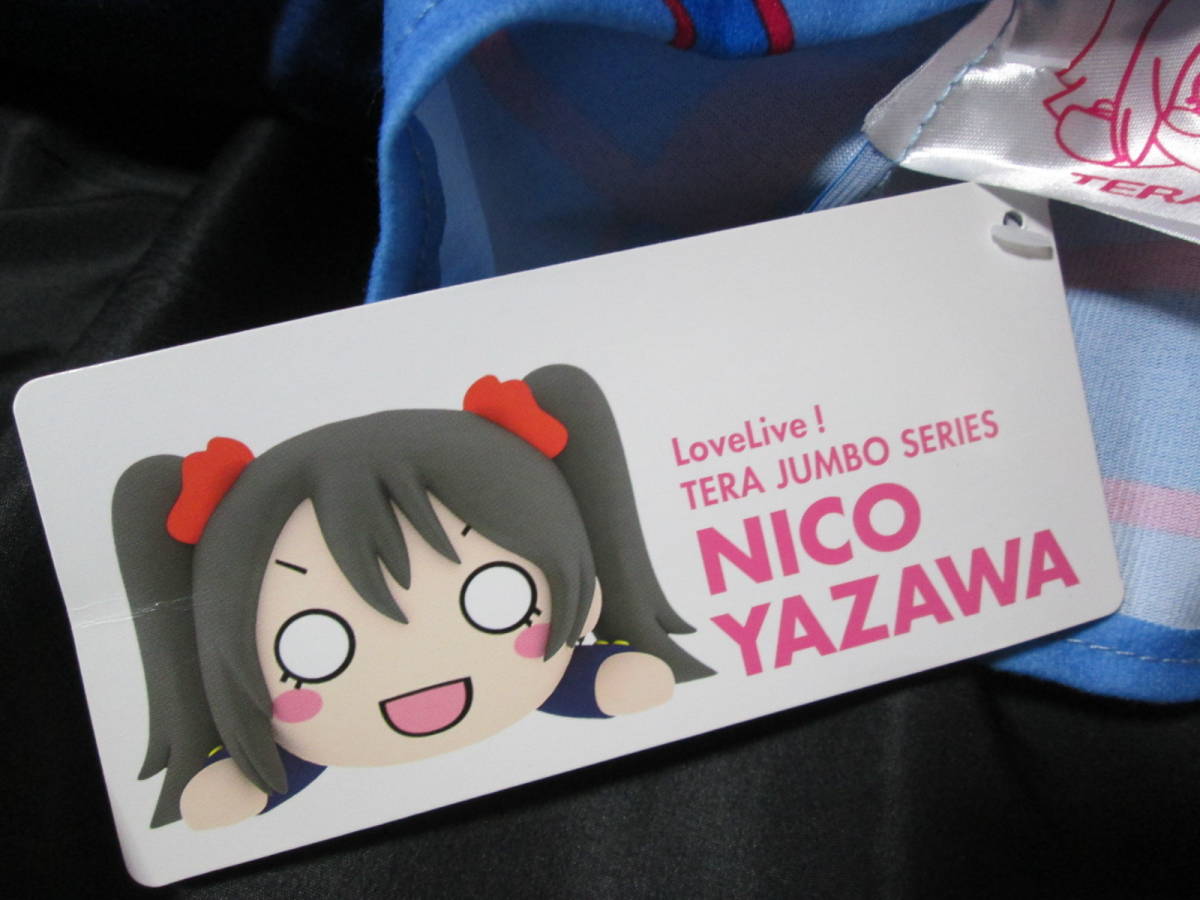 LoveLive!
TERA JUMBO SERIES
NICO
YAZAWA